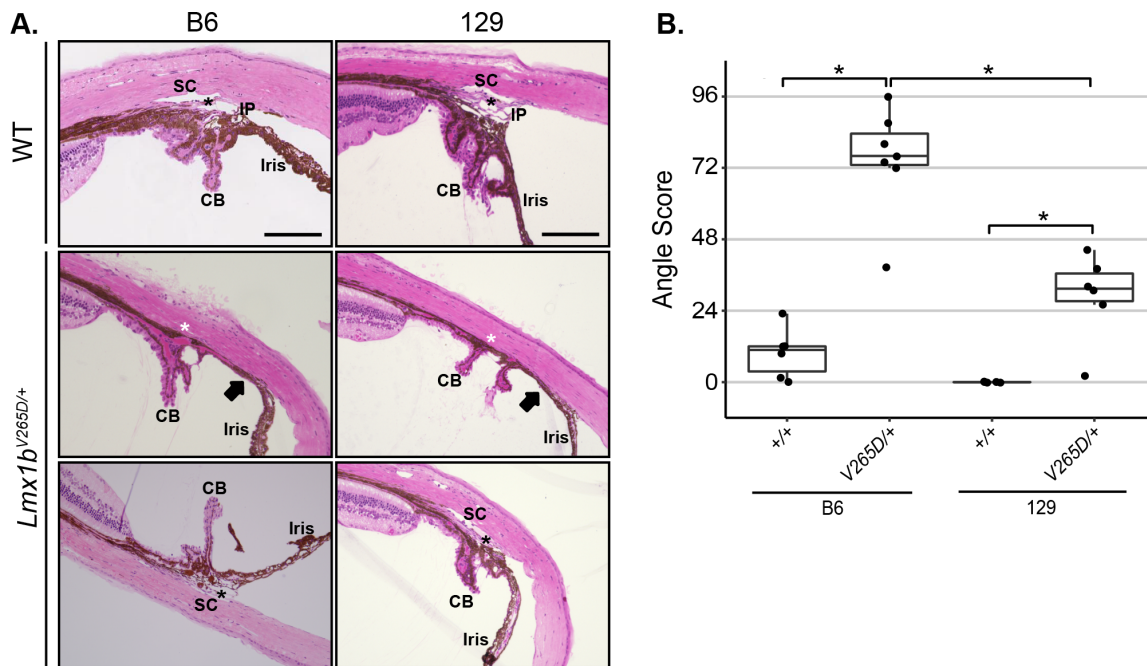 A.
B6
129
WT
SC
*
IP
Iris
CB
SC
*
IP
Iris
CB
Lmx1b^V265D/+
*
CB
Iris
*
CB
Iris
CB
Iris
SC
*
SC
*
CB
Iris
B.
*
*
*
Angle Score
96
72
48
24
0
+/+
V265D/+
+/+
V265D/+
B6
129